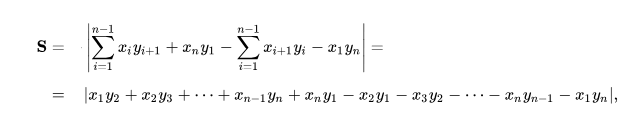 S = |∑_{i=1}^{n-1} x_i y_{i+1} + x_n y_1 − ∑_{i=1}^{n-1} x_{i+1} y_i − x_1 y_n| =
= |x_1 y_2 + x_2 y_3 + ⋯ + x_{n-1} y_n + x_n y_1 − x_2 y_1 − x_3 y_2 − ⋯ − x_n y_{n-1} − x_1 y_n|,